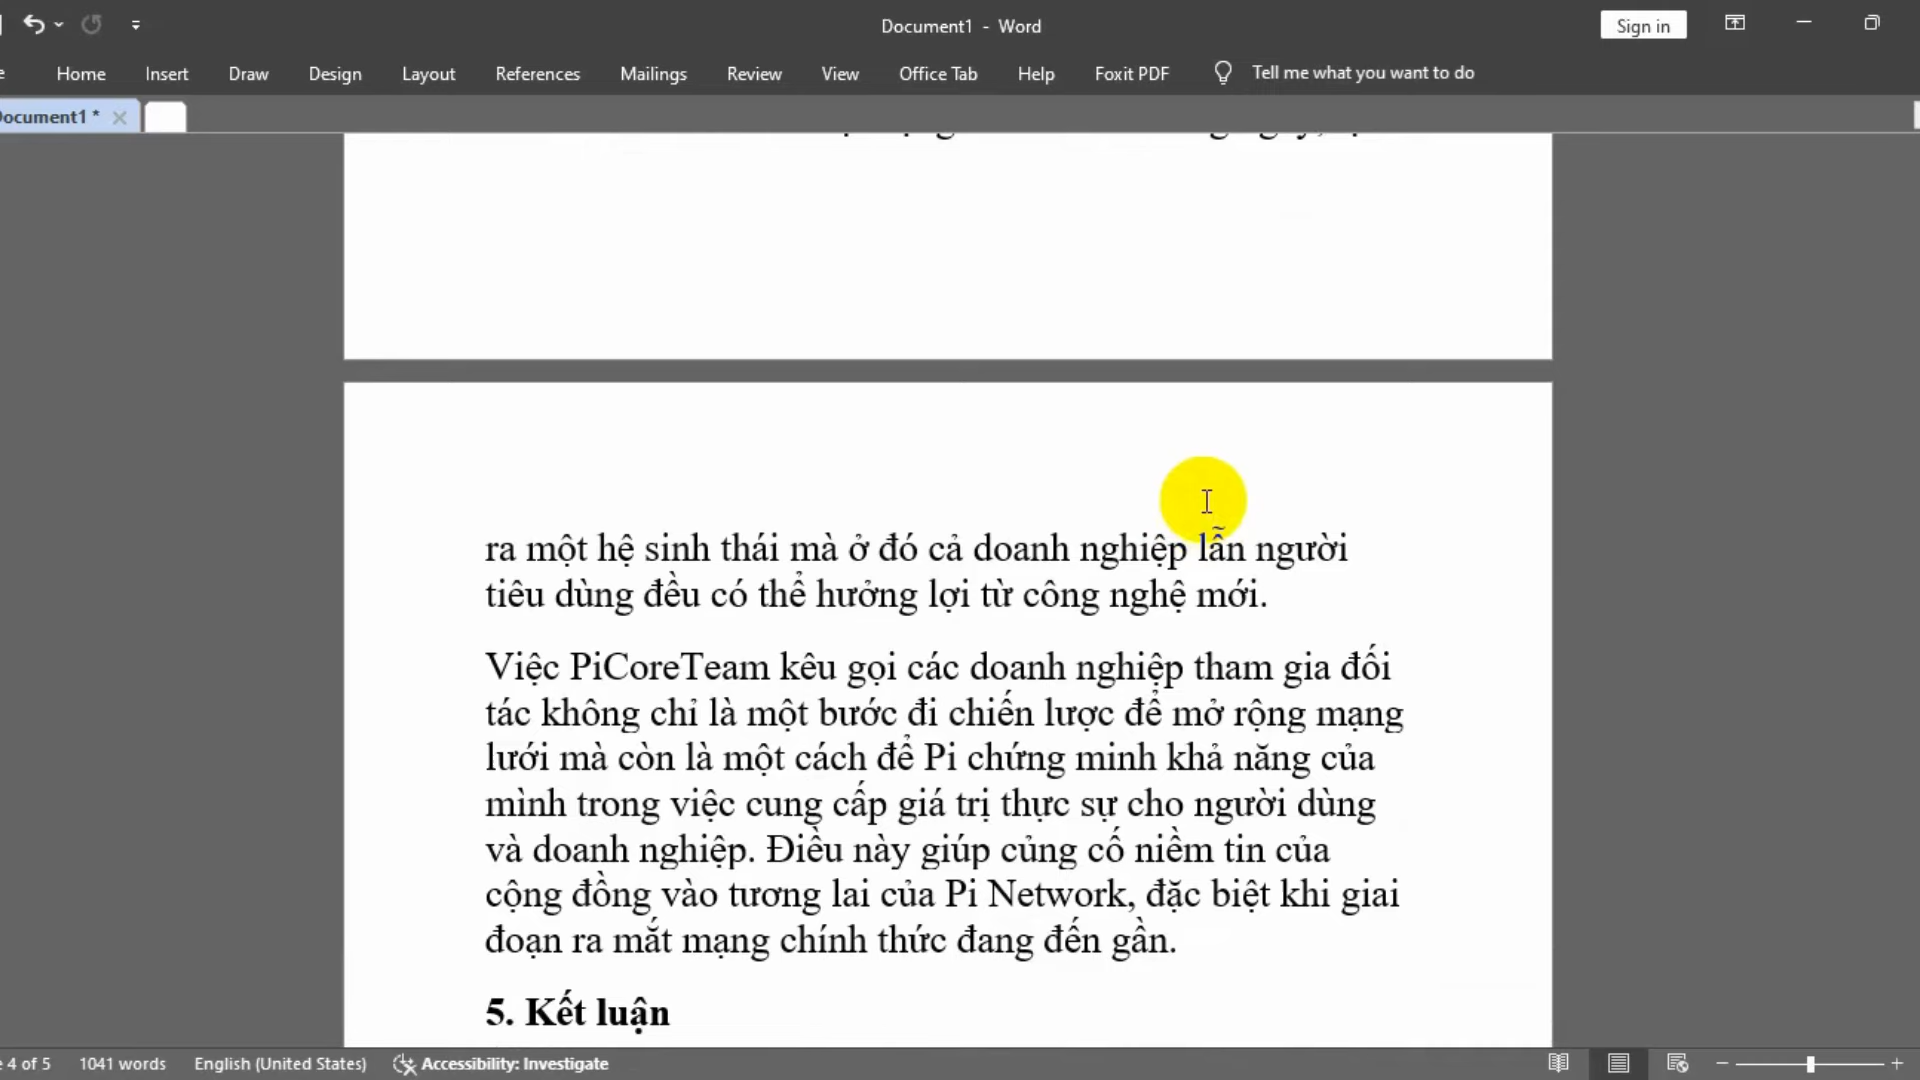 Document1 - Word
Sign in
Home Insert Draw Design Layout References Mailings Review View Office Tab Help Foxit PDF Tell me what you want to do
Document1 *
ra một hệ sinh thái mà ở đó cả doanh nghiệp lẫn người
tiêu dùng đều có thể hưởng lợi từ công nghệ mới.
Việc PiCoreTeam kêu gọi các doanh nghiệp tham gia đối
tác không chỉ là một bước đi chiến lược để mở rộng mạng
lưới mà còn là một cách để Pi chứng minh khả năng của
mình trong việc cung cấp giá trị thực sự cho người dùng
và doanh nghiệp. Điều này giúp củng cố niềm tin của
cộng đồng vào tương lai của Pi Network, đặc biệt khi giai
đoạn ra mắt mạng chính thức đang đến gần.
5. Kết luận
4 of 5 1041 words English (United States) Accessibility: Investigate